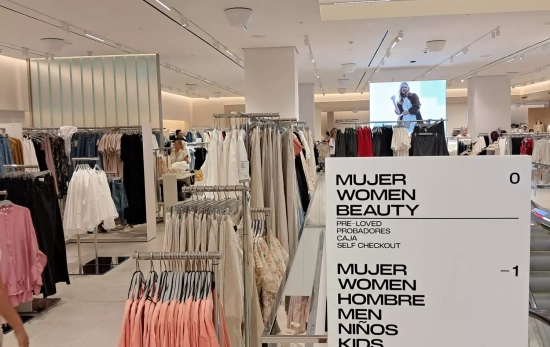 MUJER 0
WOMEN
BEAUTY
PRE-LOVED
PROBADORES
CAJA
SELF CHECKOUT
MUJER -1
WOMEN
HOMBRE
MEN
NIÑOS
KIDS